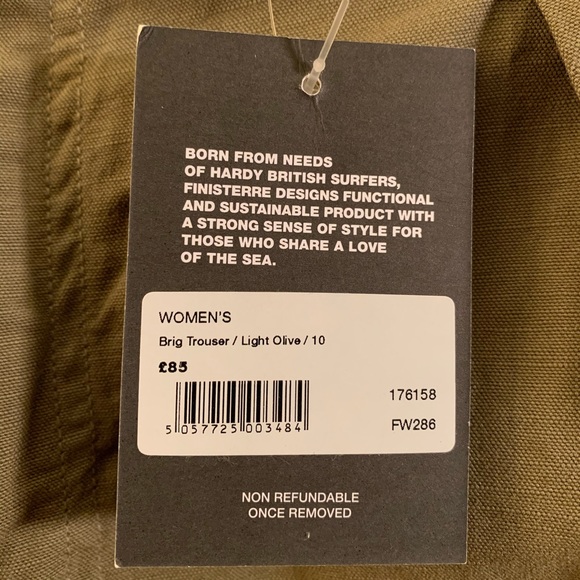 BORN FROM NEEDS
OF HARDY BRITISH SURFERS,
FINISTERRE DESIGNS FUNCTIONAL
AND SUSTAINABLE PRODUCT WITH
A STRONG SENSE OF STYLE FOR
THOSE WHO SHARE A LOVE
OF THE SEA.
WOMEN'S
Brig Trouser / Light Olive / 10
£85
176158
5 057725 003484
FW286
NON REFUNDABLE
ONCE REMOVED